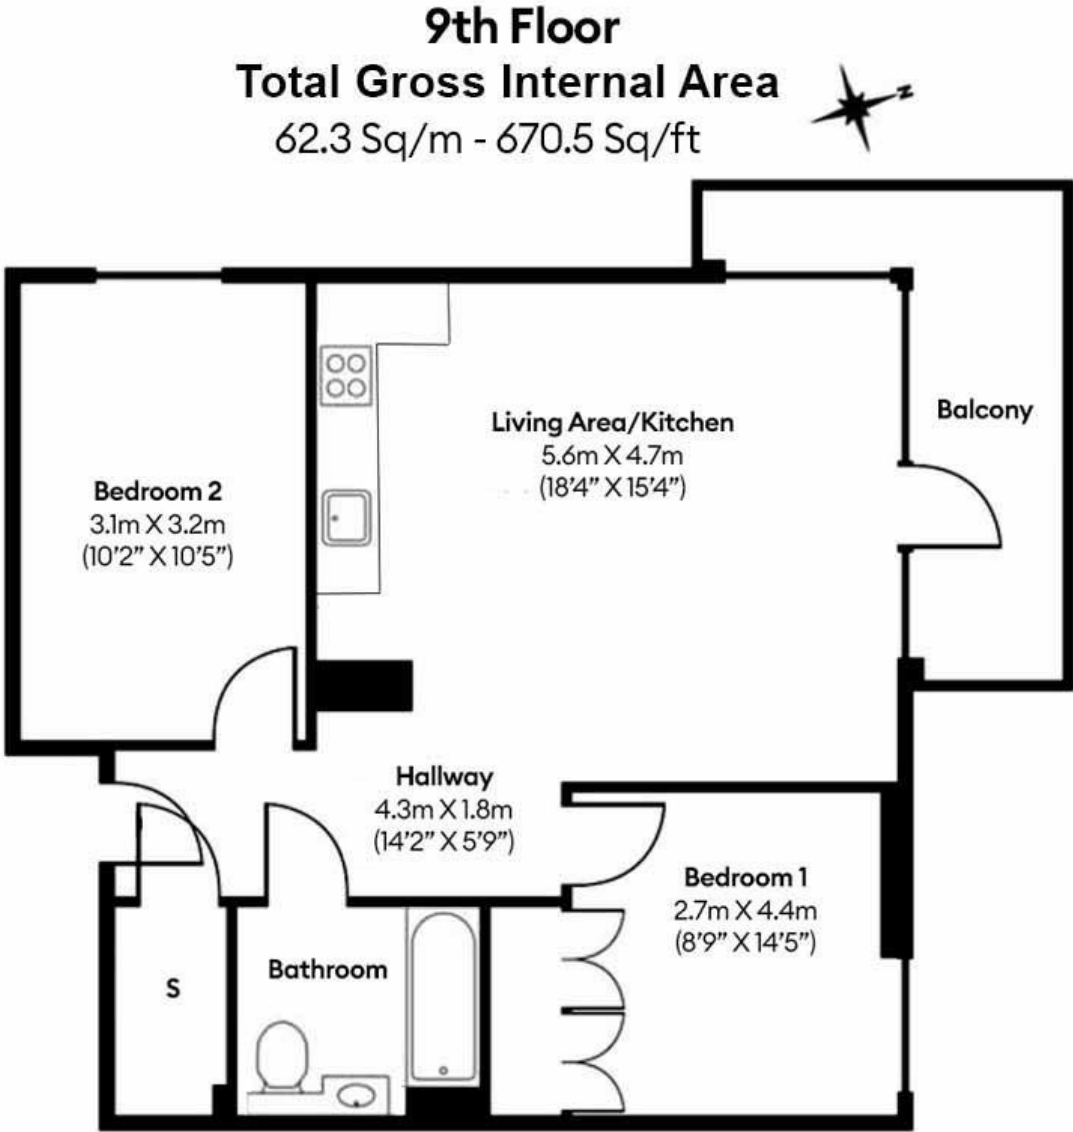 9th Floor
Total Gross Internal Area
62.3 Sq/m - 670.5 Sq/ft
N
Balcony
Living Area/Kitchen
5.6m X 4.7m
(18'4" X 15'4")
Bedroom 2
3.1m X 3.2m
(10'2" X 10'5")
Hallway
4.3m X 1.8m
(14'2" X 5'9")
Bedroom 1
2.7m X 4.4m
(8'9" X 14'5")
Bathroom
S